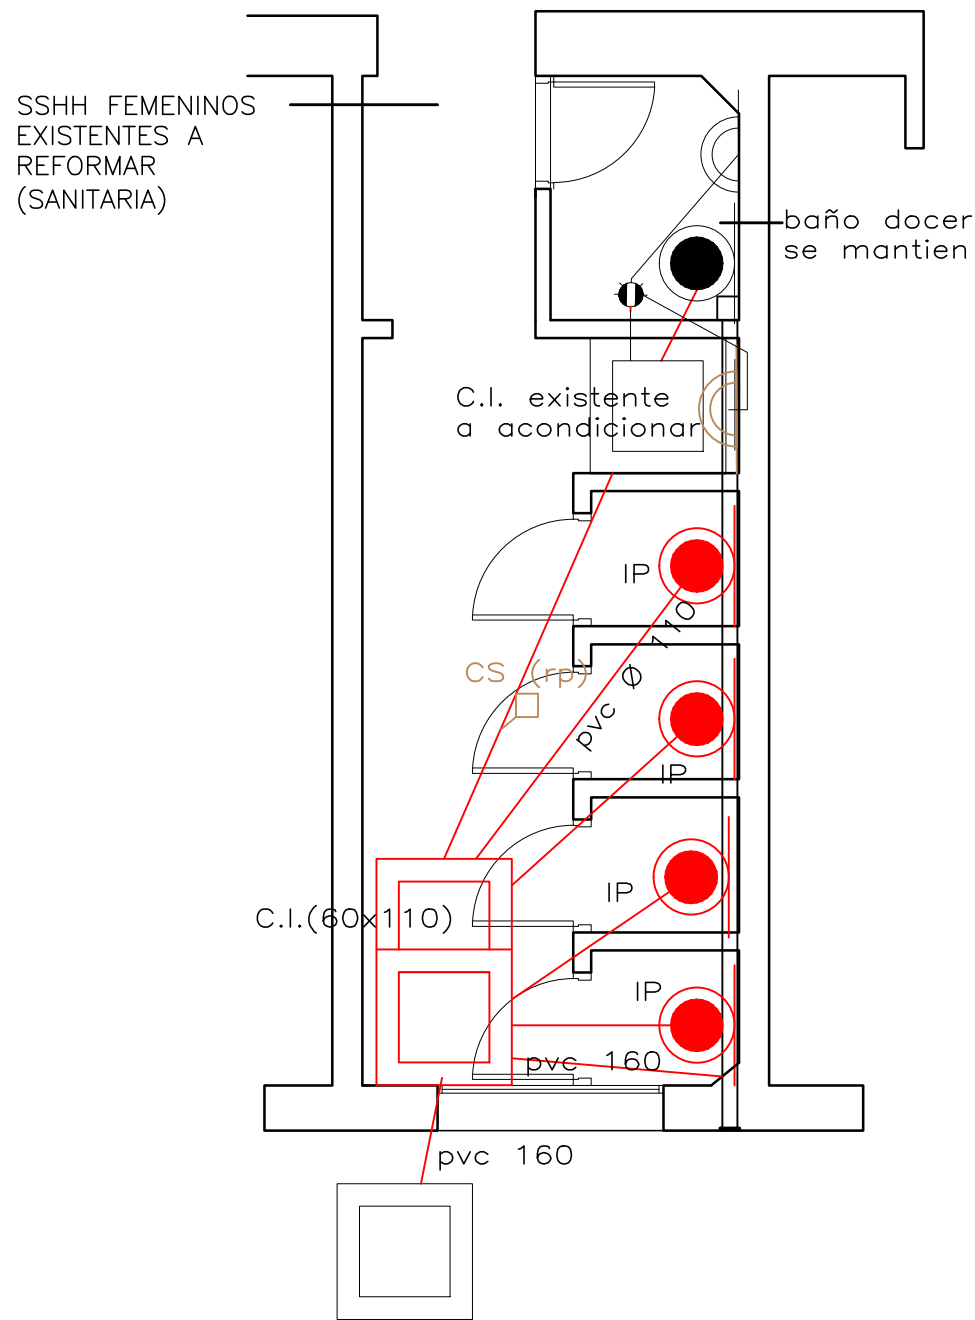 SSHH FEMENINOS
EXISTENTES A
REFORMAR
(SANITARIA)
baño docer
se mantien
C.I. existente
a acondicionar
IP
pvc Ø 110
CS (rp)
IP
IP
C.I.(60x110)
IP
pvc 160
pvc 160